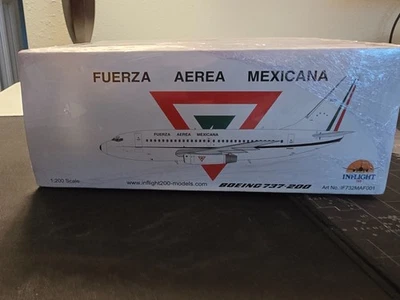 FUERZA AEREA MEXICANA
FUERZA AEREA MEXICANA
INFLIGHT
1:200 Scale
www.inflight200-models.com
BOEING 737-200
Art No. IF732MAF001